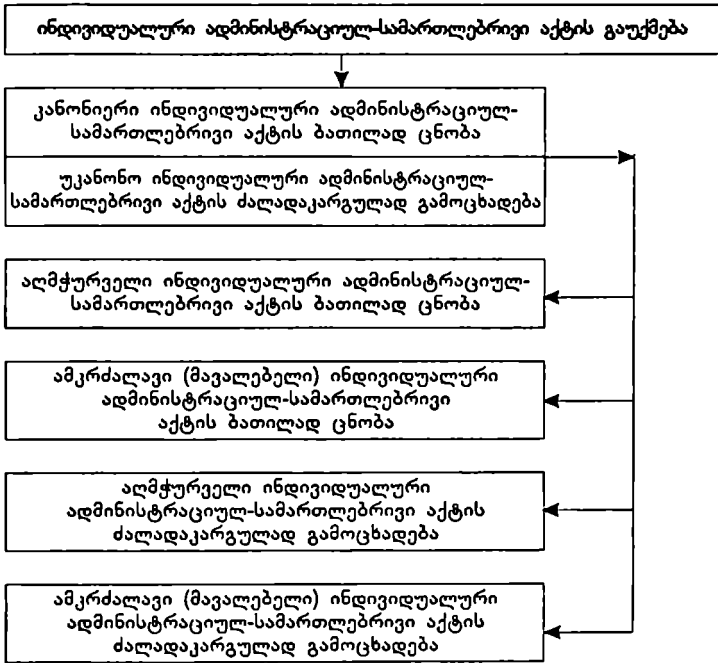 ინდივიდუალური ადმინისტრაციულ-სამართლებრივი აქტის გაუქმება
კანონიერი ინდივიდუალური ადმინისტრაციულ-
სამართლებრივი აქტის ბათილად ცნობა
უკანონო ინდივიდუალური ადმინისტრაციულ-
სამართლებრივი აქტის ძალადაკარგულად გამოცხადება
აღმჭურველი ინდივიდუალური ადმინისტრაციულ-
სამართლებრივი აქტის ბათილად ცნობა
ამკრძალავი (მავალებელი) ინდივიდუალური
ადმინისტრაციულ-სამართლებრივი
აქტის ბათილად ცნობა
აღმჭურველი ინდივიდუალური
ადმინისტრაციულ-სამართლებრივი აქტის
ძალადაკარგულად გამოცხადება
ამკრძალავი (მავალებელი) ინდივიდუალური
ადმინისტრაციულ-სამართლებრივი აქტის
ძალადაკარგულად გამოცხადება